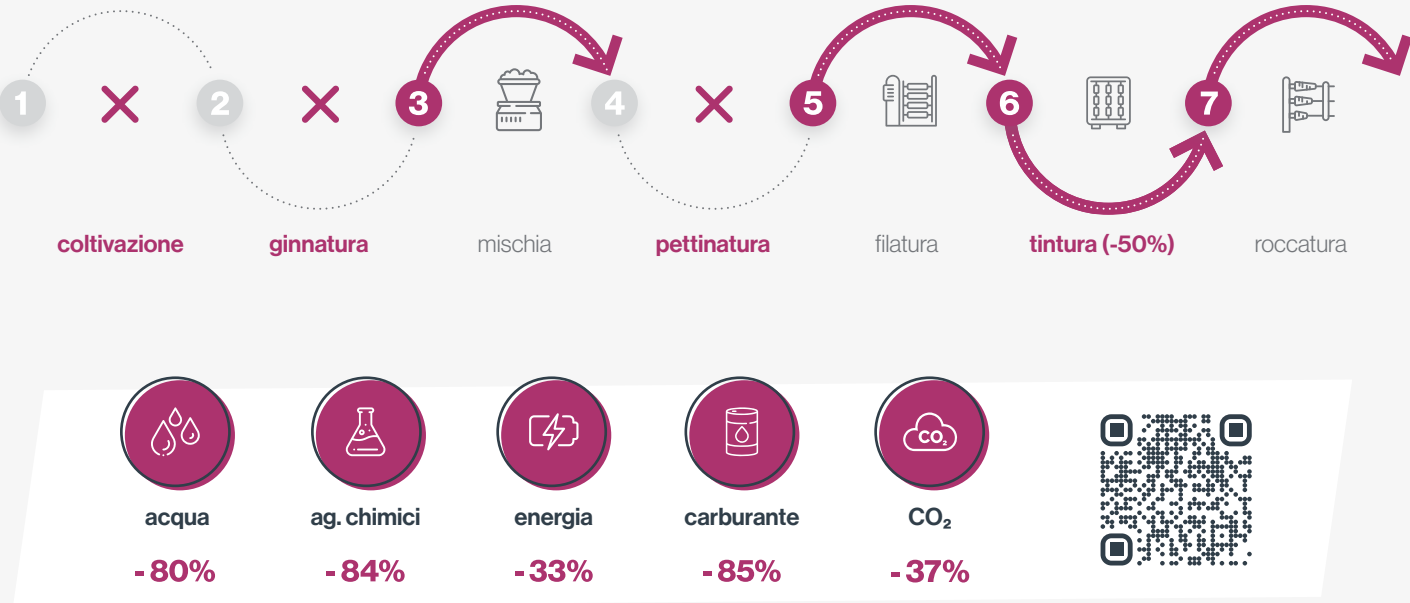 1 2 3 4 5 6 7
coltivazione ginnatura mischia pettinatura filatura tintura (-50%) roccatura
CO₂
acqua ag. chimici energia carburante CO₂
-80% -84% -33% -85% -37%